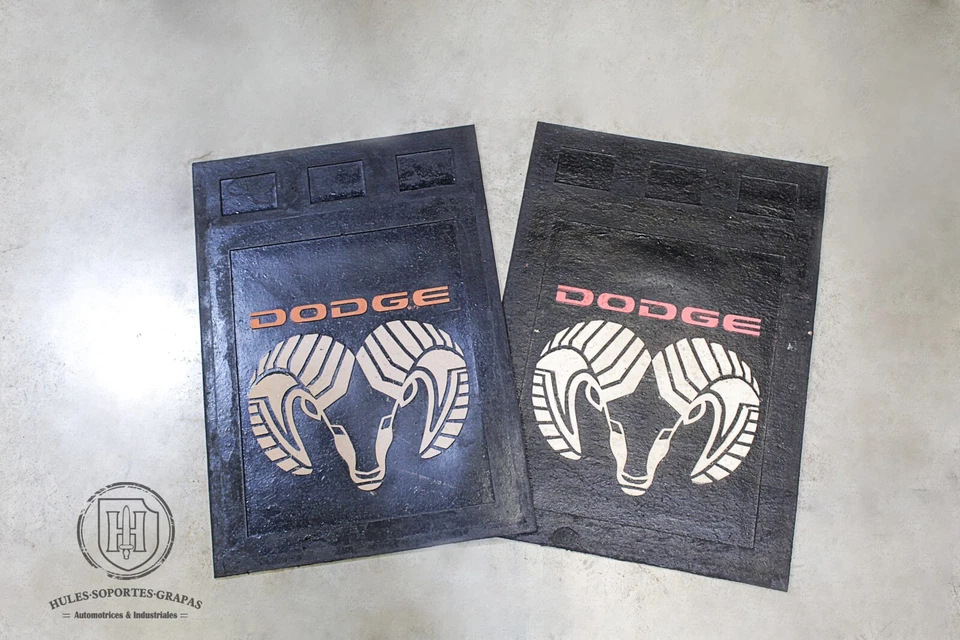 DODGE
DODGE
H
HULES·SOPORTES·GRAPAS
Automotrices & Industriales